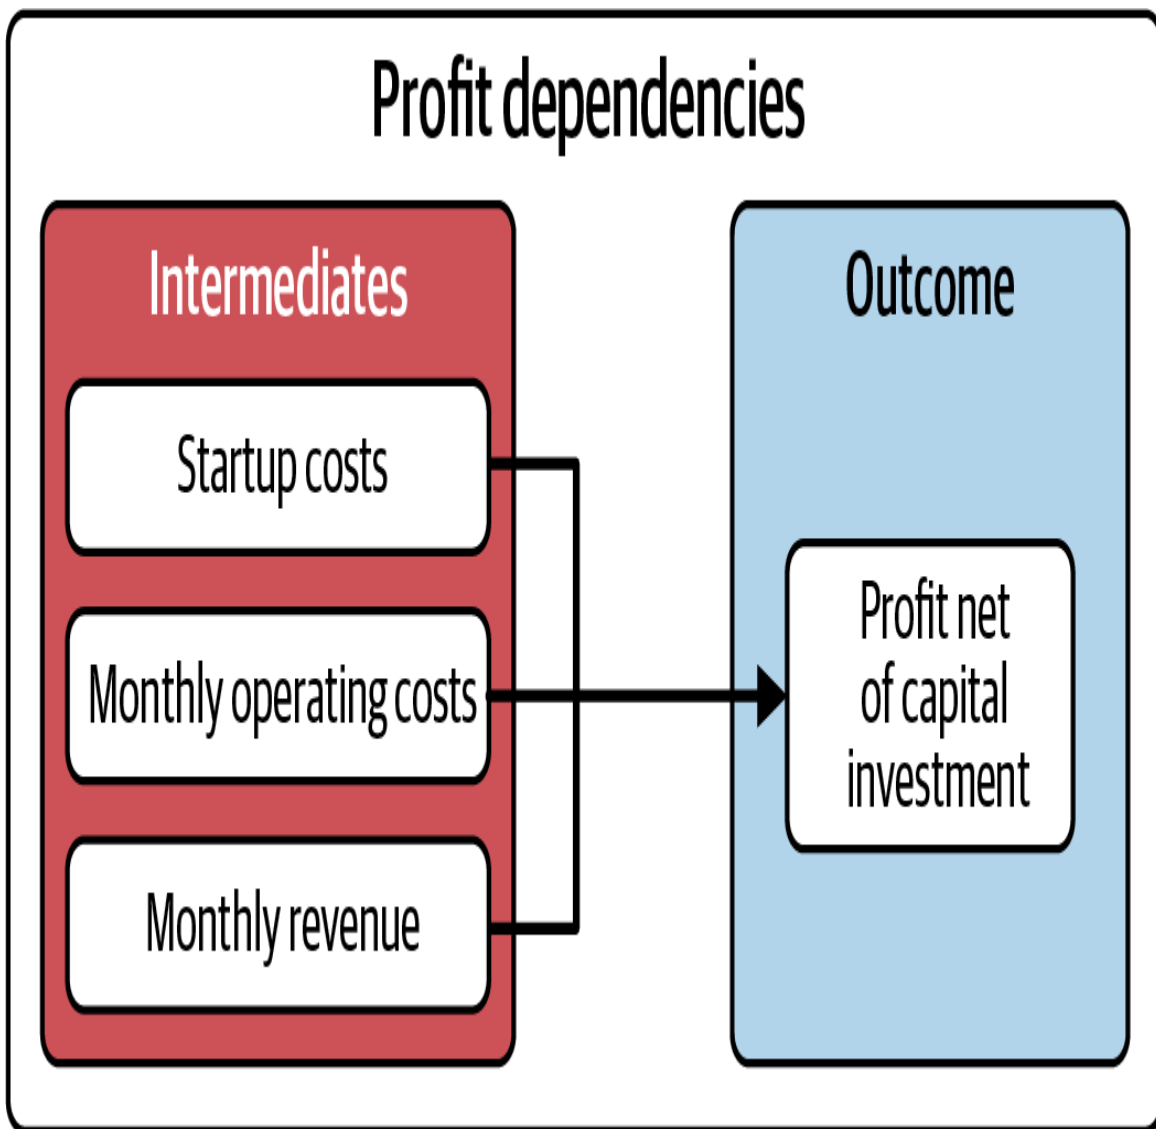 Profit dependencies
Intermediates
Startup costs
Monthly operating costs
Monthly revenue
Outcome
Profit net
of capital
investment